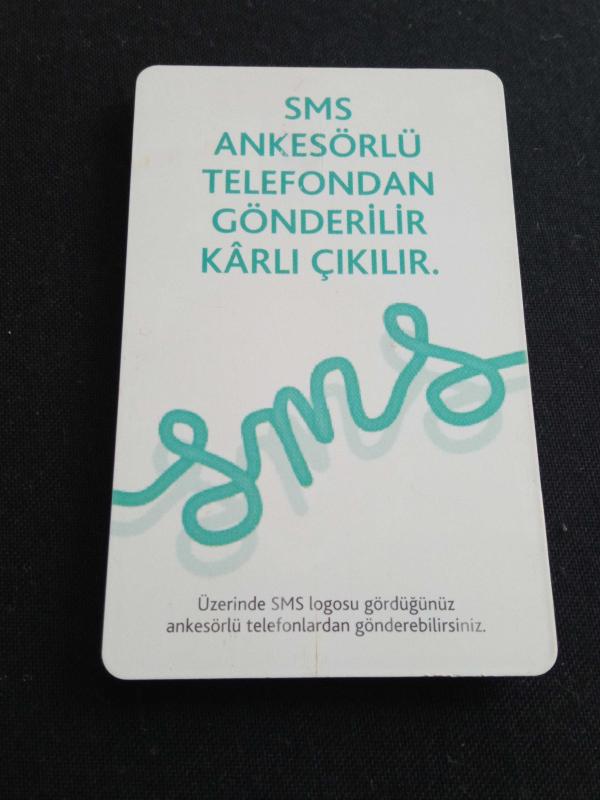 SMS
ANKESÖRLÜ
TELEFONDAN
GÖNDERİLİR
KÂRLI ÇIKILIR.
sms
Üzerinde SMS logosu gördüğünüz
ankesörlü telefonlardan gönderebilirsiniz.